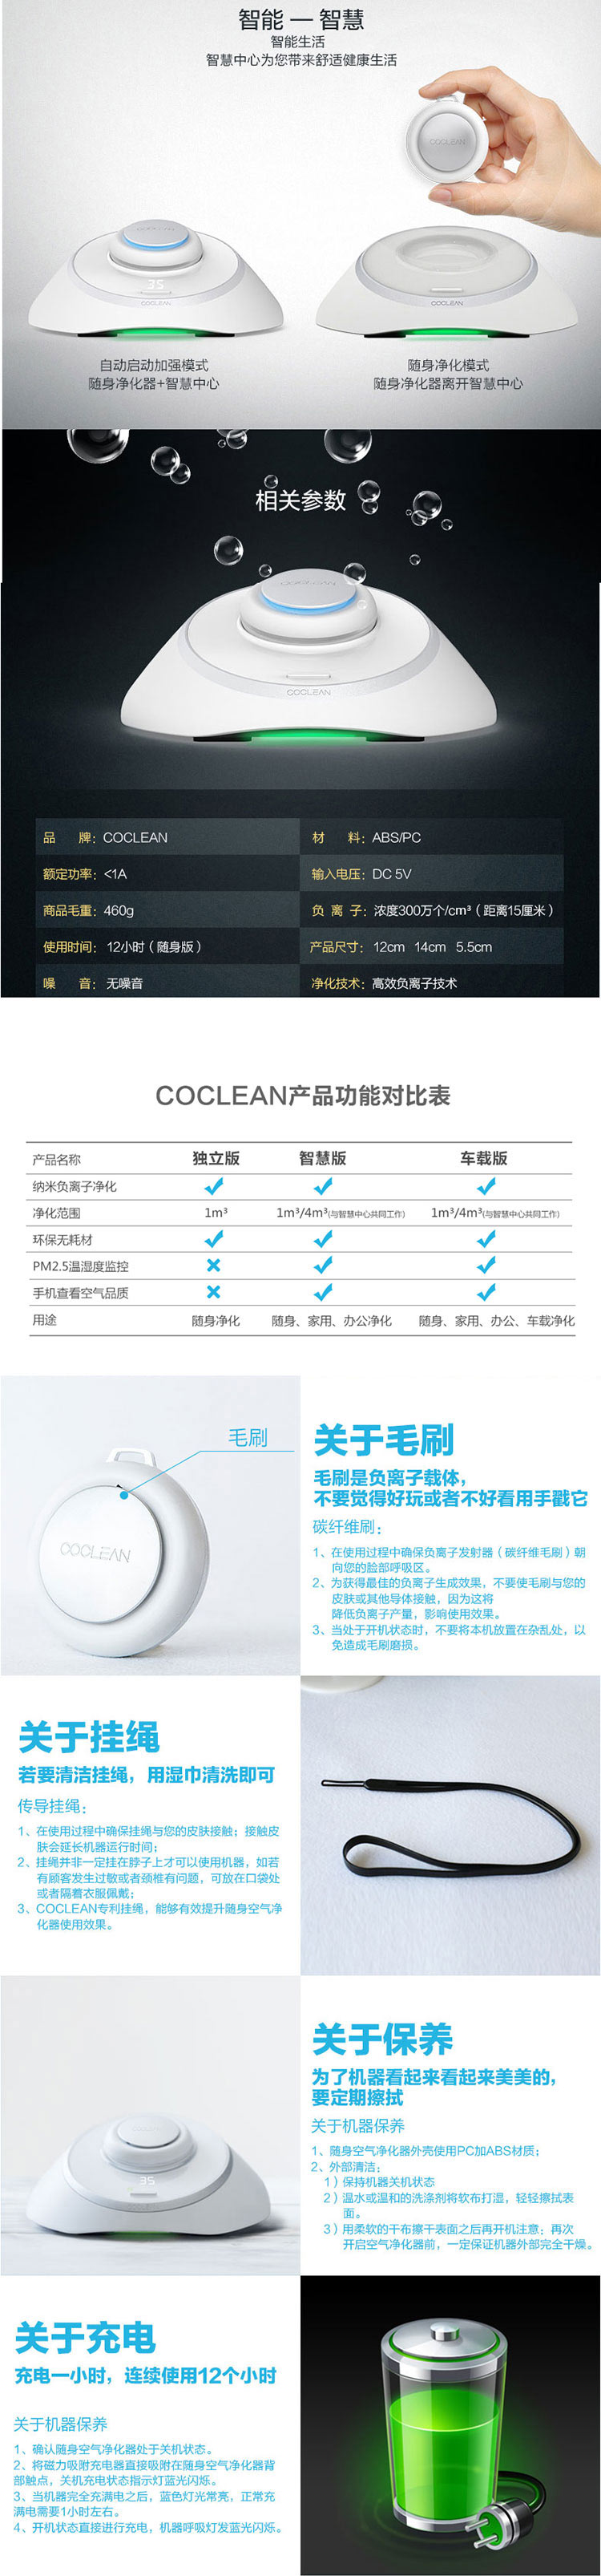 智能 — 智慧
智能生活
智慧中心为您带来舒适健康生活
COCLEAN
COCLEAN
35
COCLEAN
COCLEAN
自动启动加强模式
随身净化器+智慧中心
随身净化模式
随身净化器离开智慧中心
相关参数
COCLEAN
COCLEAN
品 牌：COCLEAN
材 料：ABS/PC
额定功率：<1A
输入电压：DC 5V
商品毛重：460g
负 离 子：浓度300万个/cm³（距离15厘米）
使用时间：12小时（随身版）
产品尺寸：12cm 14cm 5.5cm
噪 音：无噪音
净化技术：高效负离子技术
COCLEAN产品功能对比表
产品名称 独立版 智慧版 车载版
纳米负离子净化
净化范围 1m³ 1m³/4m³(与智慧中心共同工作) 1m³/4m³(与智慧中心共同工作)
环保无耗材
PM2.5温湿度监控
手机查看空气品质
用途 随身净化 随身、家用、办公净化 随身、家用、办公、车载净化
毛刷
COCLEAN
关于毛刷
毛刷是负离子载体，
不要觉得好玩或者不好看用手戳它
碳纤维刷：
1、在使用过程中确保负离子发射器（碳纤维毛刷）朝
向您的脸部呼吸区。
2、为获得最佳的负离子生成效果，不要使毛刷与您的
皮肤或其他导体接触，因为这将
降低负离子产量，影响使用效果。
3、当处于开机状态时，不要将本机放置在杂乱处，以
免造成毛刷磨损。
关于挂绳
若要清洁挂绳，用湿巾清洗即可
传导挂绳：
1、在使用过程中确保挂绳与您的皮肤接触；接触皮
肤会延长机器运行时间；
2、挂绳并非一定挂在脖子上才可以使用机器，如若
有顾客发生过敏或者颈椎有问题，可放在口袋处
或者隔着衣服佩戴；
3、COCLEAN专利挂绳，能够有效提升随身空气净
化器使用效果。
35
关于保养
为了机器看起来看起来美美的，
要定期擦拭
关于机器保养
1、随身空气净化器外壳使用PC加ABS材质；
2、外部清洁；
1）保持机器关机状态
2）温水或温和的洗涤剂将软布打湿，轻轻擦拭表
面。
3）用柔软的干布擦干表面之后再开机注意：再次
开启空气净化器前，一定保证机器外部完全干燥。
关于充电
充电一小时，连续使用12个小时
关于机器保养
1、确认随身空气净化器处于关机状态。
2、将磁力吸附充电器直接吸附在随身空气净化器背
部触点，关机充电状态指示灯蓝光闪烁。
3、当机器完全充满电之后，蓝色灯光常亮，正常充
满电需要1小时左右。
4、开机状态直接进行充电，机器呼吸灯发蓝光闪烁。